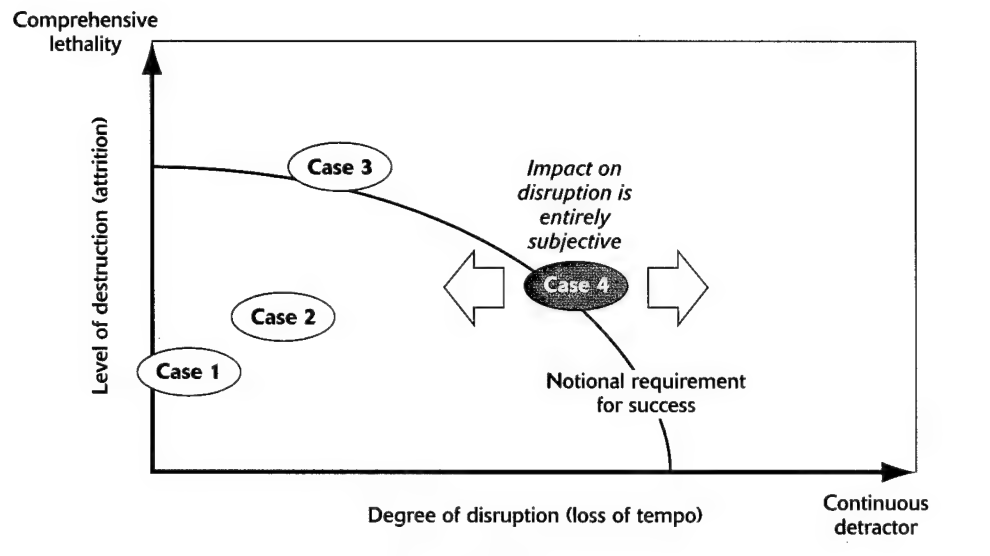 Comprehensive
lethality
Level of destruction (attrition)
Case 3
Impact on
disruption is
entirely
subjective
Case 4
Case 2
Case 1
Notional requirement
for success
Degree of disruption (loss of tempo)
Continuous
detractor